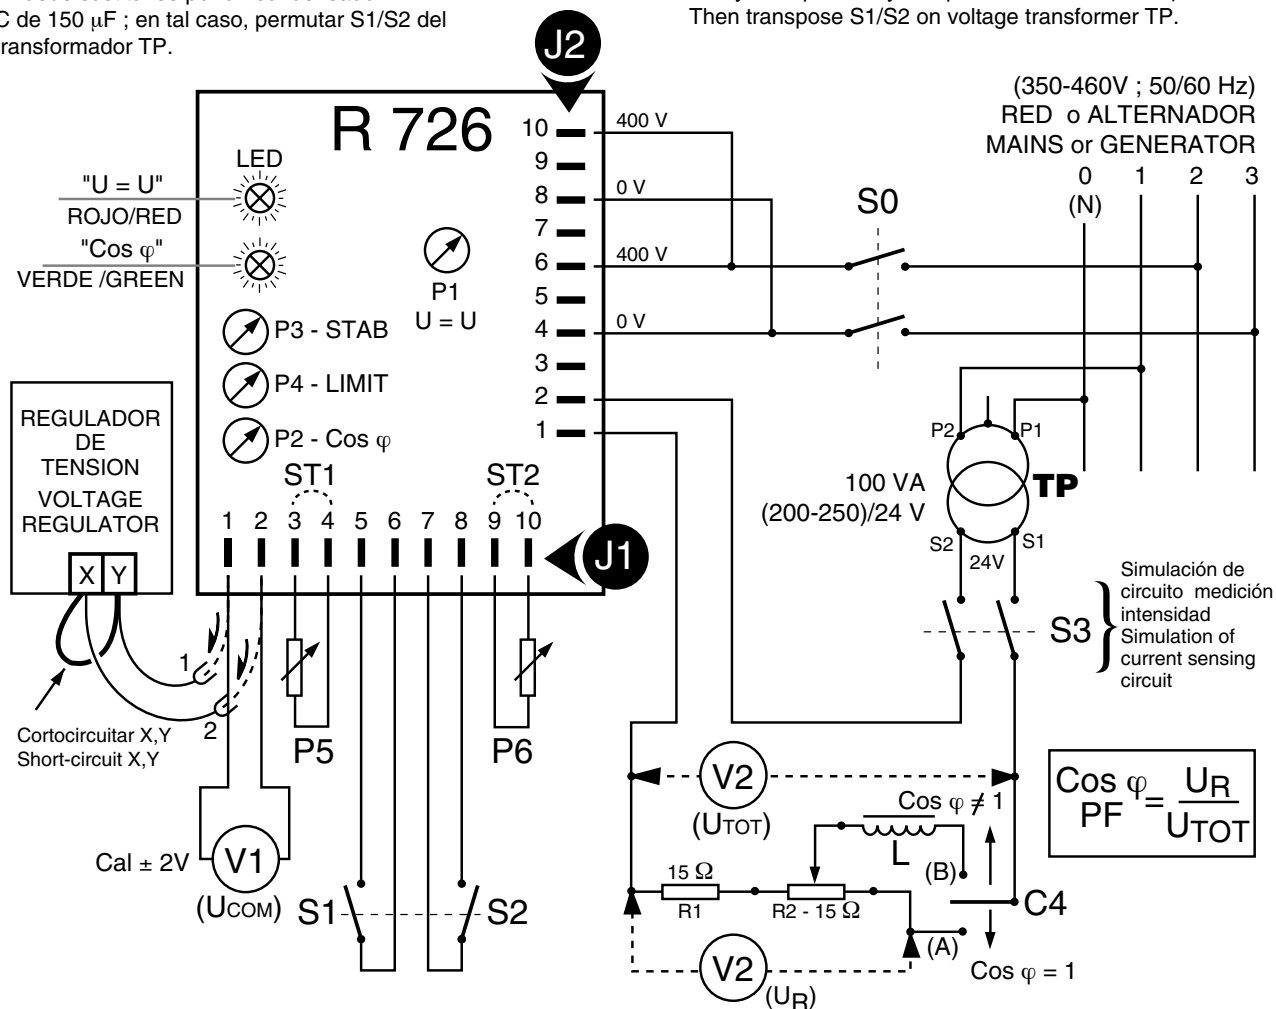 C de 150 µF ; en tal caso, permutar S1/S2 del
transformador TP.
Then transpose S1/S2 on voltage transformer TP.
J2
(350-460V ; 50/60 Hz)
RED o ALTERNADOR
MAINS or GENERATOR
0 1 2 3
(N)
R 726
LED
"U = U"
ROJO/RED
"Cos φ"
VERDE /GREEN
P1
U = U
P3 - STAB
P4 - LIMIT
P2 - Cos φ
10
9
8
7
6
5
4
3
2
1
400 V
0 V
400 V
0 V
S0
REGULADOR
DE
TENSION
VOLTAGE
REGULATOR
X Y
ST1
ST2
1 2 3 4 5 6 7 8 9 10
J1
P2 P1
TP
100 VA
(200-250)/24 V
S2 S1
24V
S3
Simulación de
circuito medición
intensidad
Simulation of
current sensing
circuit
1
2
Cortocircuitar X,Y
Short-circuit X,Y
P5
P6
Cal ± 2V
V1
(UCOM)
S1
S2
V2
(UTOT)
Cos φ ≠ 1
L
(B)
15 Ω
R1
R2 - 15 Ω
C4
(A)
Cos φ = 1
V2
(UR)
Cos φ
PF
= UR
UTOT